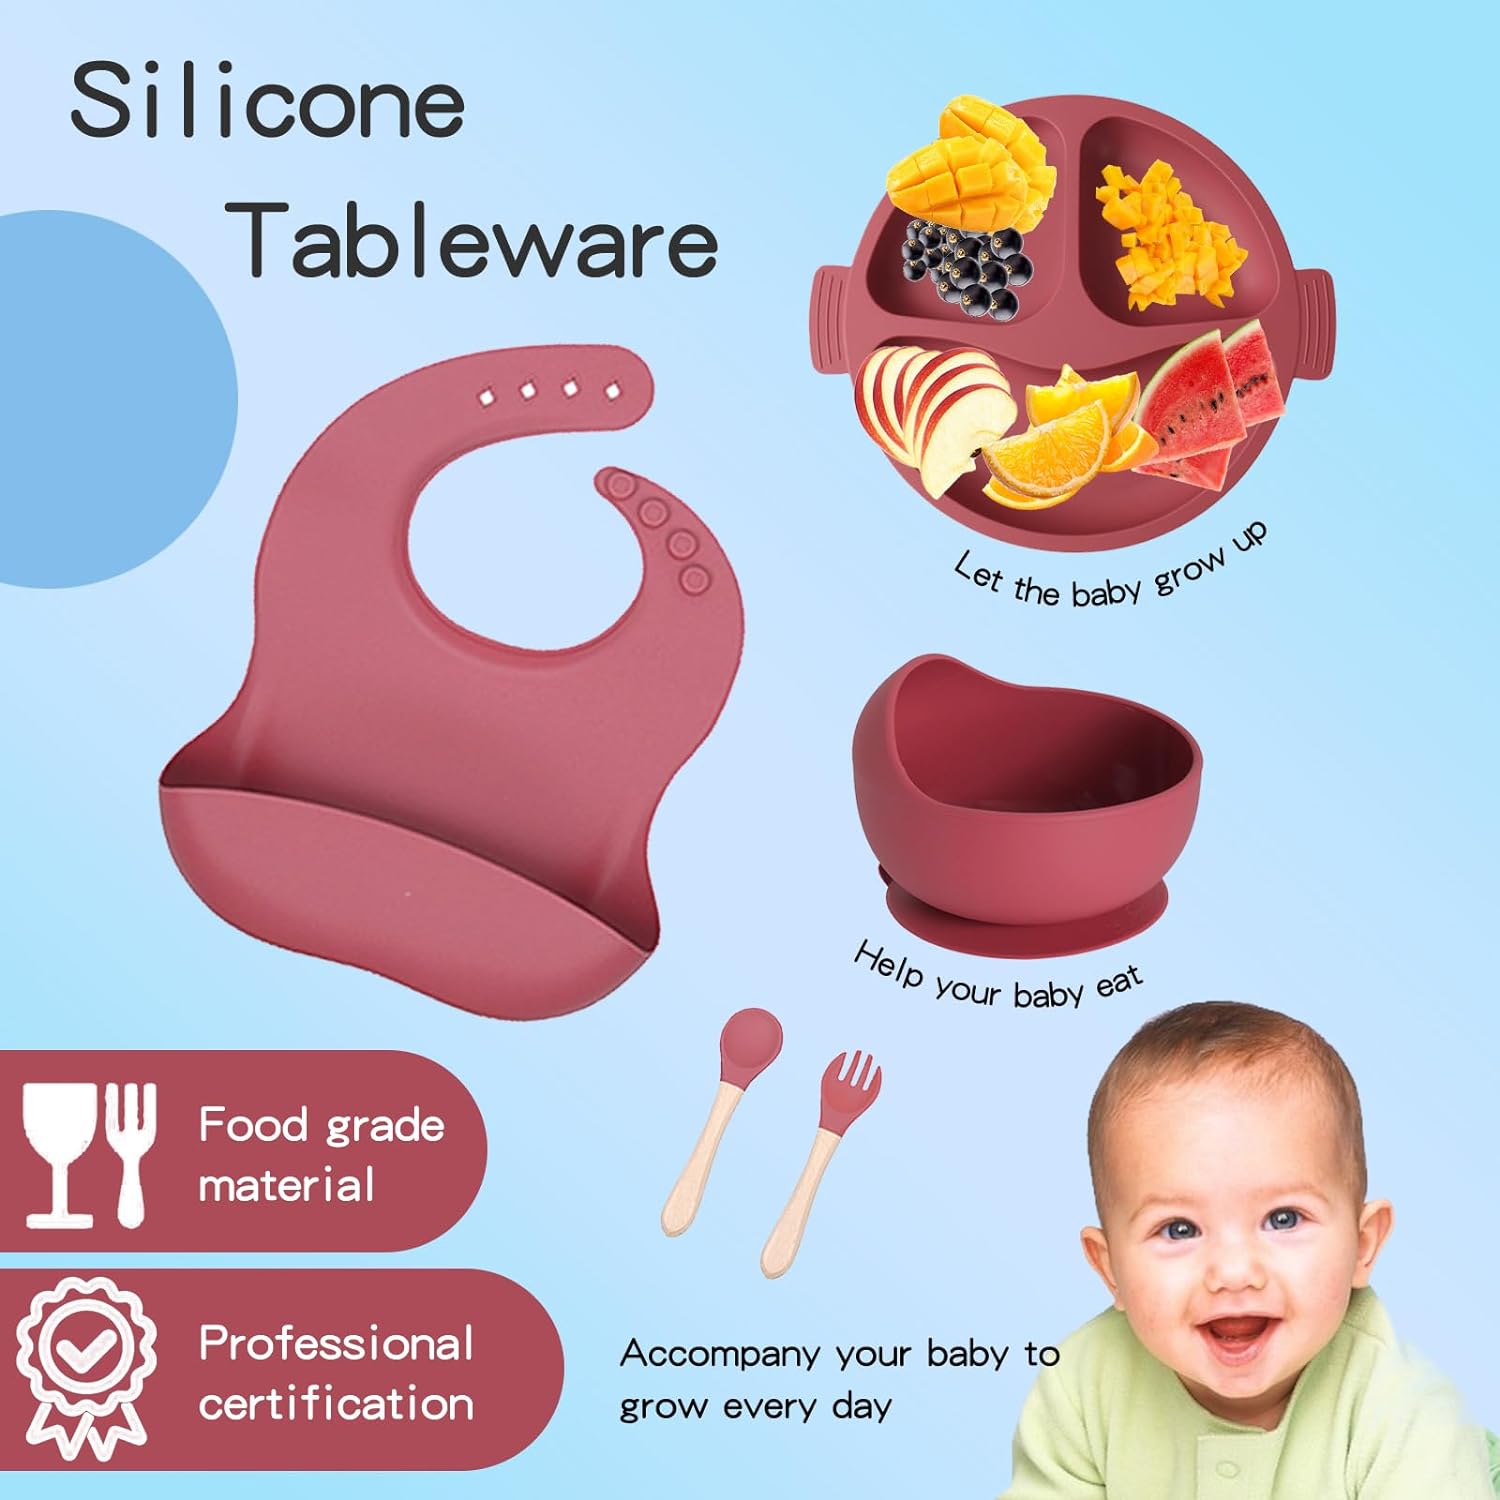 Silicone
Tableware
Let the baby grow up
Help your baby eat
Food grade
material
Professional
certification
Accompany your baby to
grow every day